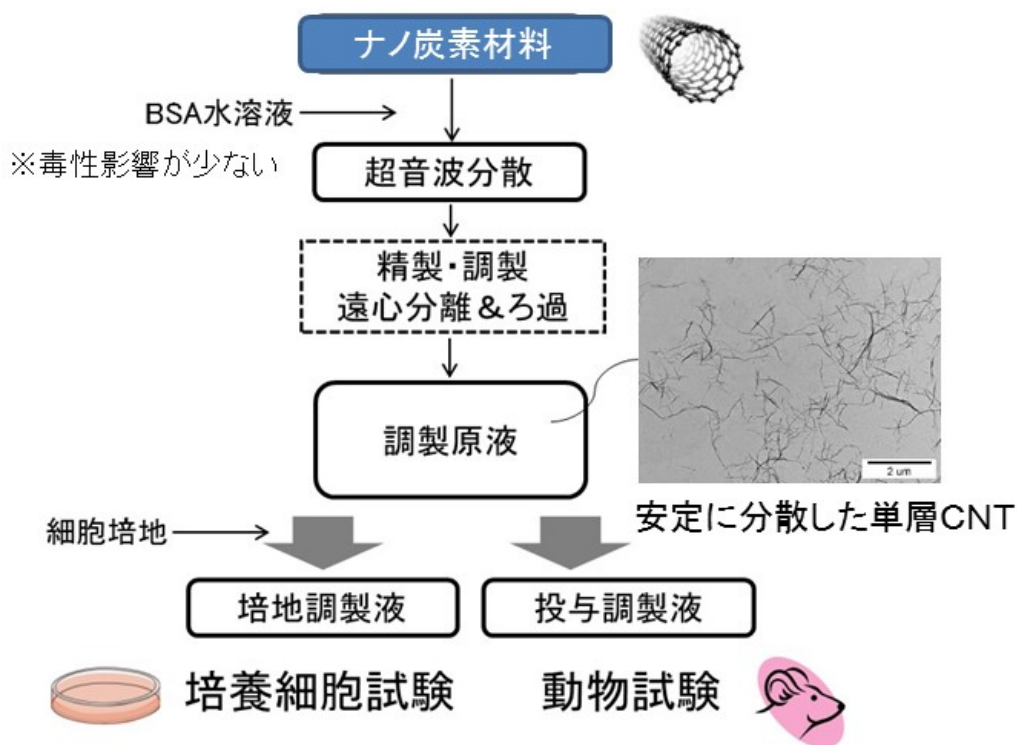 ナノ炭素材料
BSA水溶液
※毒性影響が少ない
超音波分散
精製・調製
遠心分離&ろ過
調製原液
2 um
安定に分散した単層CNT
細胞培地
培地調製液
投与調製液
培養細胞試験
動物試験